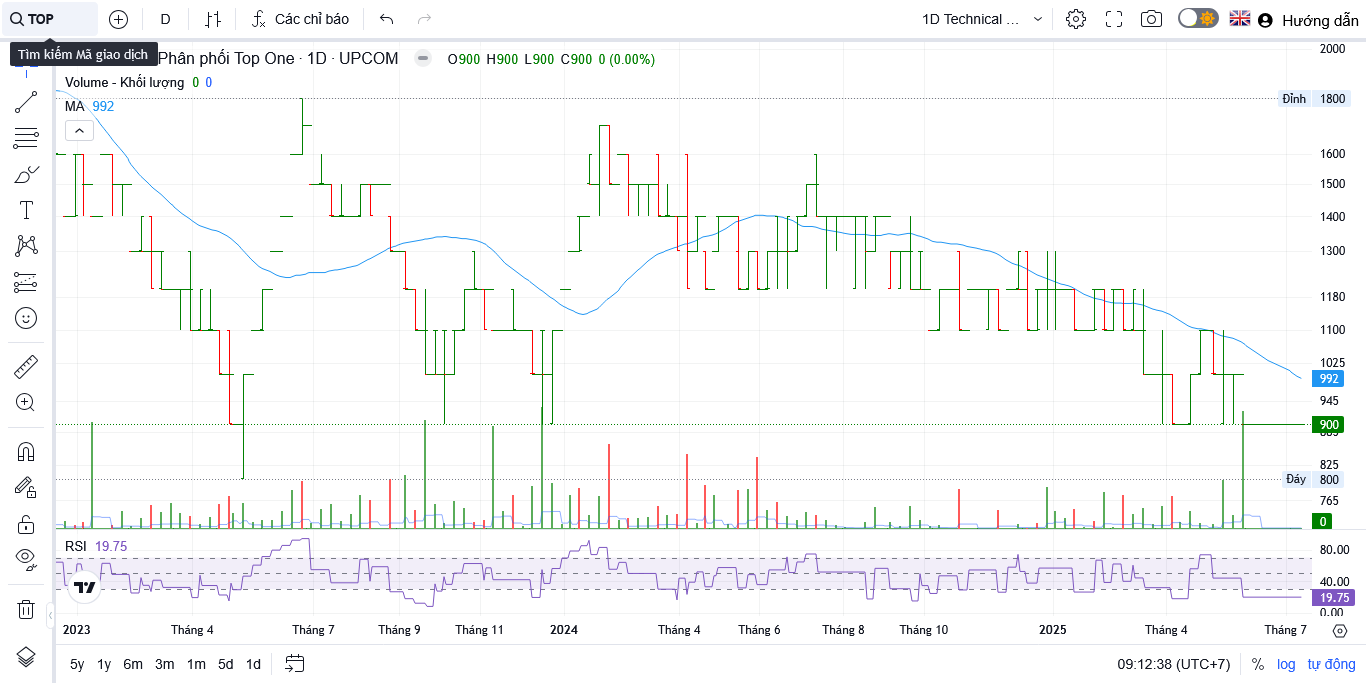 TOP
D
Các chỉ báo
1D Technical ...
Hướng dẫn
Tìm kiếm Mã giao dịch
Phân phối Top One · 1D · UPCOM
O900 H900 L900 C900 0 (0.00%)
Volume - Khối lượng 0 0
MA 992
2000
Đỉnh 1800
1600
1500
1400
1300
1180
1100
1025
992
945
900
825
Đáy 800
765
0
RSI 19.75
80.00
40.00
19.75
0.00
2023 Tháng 4 Tháng 7 Tháng 9 Tháng 11 2024 Tháng 4 Tháng 6 Tháng 8 Tháng 10 2025 Tháng 4 Tháng 7
5y 1y 6m 3m 1m 5d 1d
09:12:38 (UTC+7) % log tự động